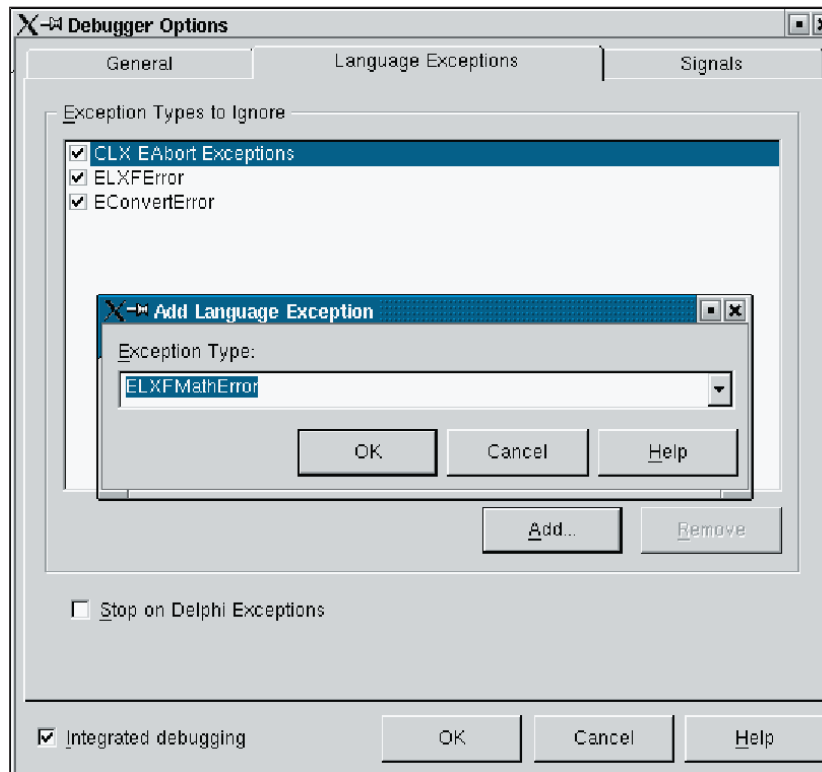 Debugger Options
General
Language Exceptions
Signals
Exception Types to Ignore
CLX EAbort Exceptions
ELXFError
EConvertError
Add Language Exception
Exception Type:
ELXFMathError
OK
Cancel
Help
Add...
Remove
Stop on Delphi Exceptions
Integrated debugging
OK
Cancel
Help